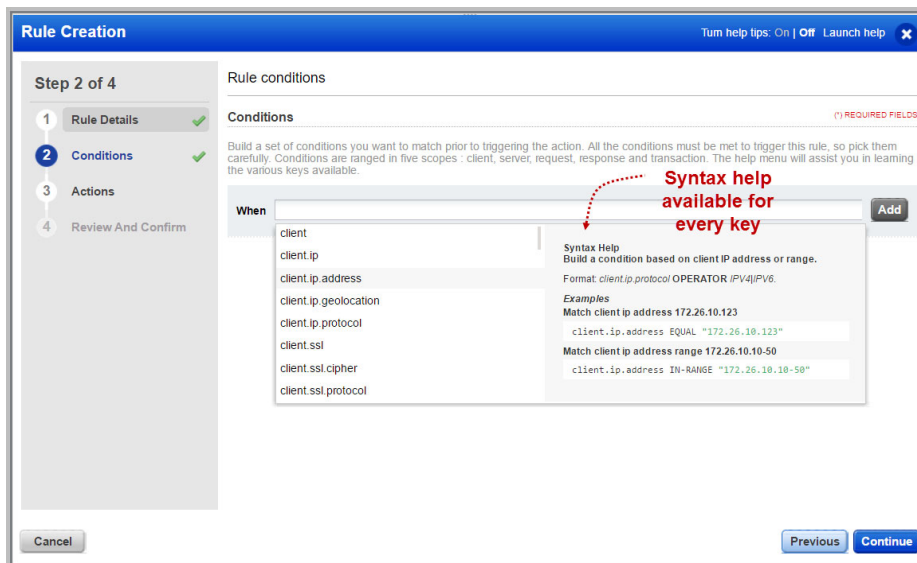 Rule Creation
Turn help tips: On | Off Launch help
Step 2 of 4
1 Rule Details
2 Conditions
3 Actions
4 Review And Confirm
Rule conditions
Conditions
(*) REQUIRED FIELDS
Build a set of conditions you want to match prior to triggering the action. All the conditions must be met to trigger this rule, so pick them
carefully. Conditions are ranged in five scopes : client, server, request, response and transaction. The help menu will assist you in learning
the various keys available.
Syntax help
available for
every key
When
Add
client
client.ip
client.ip.address
client.ip.geolocation
client.ip.protocol
client.ssl
client.ssl.cipher
client.ssl.protocol
Syntax Help
Build a condition based on client IP address or range.
Format: client.ip.protocol OPERATOR IPV4|IPV6.
Examples
Match client ip address 172.26.10.123
client.ip.address EQUAL "172.26.10.123"
Match client ip address range 172.26.10.10-50
client.ip.address IN-RANGE "172.26.10.10-50"
Cancel
Previous
Continue